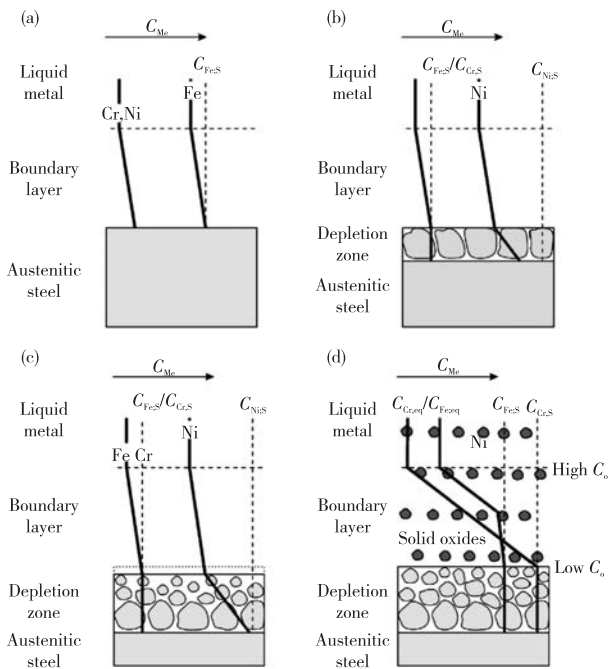 (a)
C_Me
C_Fe;S
Liquid
metal
Fe
Cr,Ni
Boundary
layer
Austenitic
steel
(b)
C_Me
C_Fe;S/C_Cr,S
C_Ni;S
Liquid
metal
Ni
Boundary
layer
Depletion
zone
Austenitic
steel
(c)
C_Me
C_Fe;S/C_Cr,S
C_Ni;S
Liquid
metal
Ni
Fe Cr
Boundary
layer
Depletion
zone
Austenitic
steel
(d)
C_Me
C_Cr,eq/C_Fe;eq
C_Fe;S
C_Cr,S
Liquid
metal
Ni
High C_o
Boundary
layer
Solid oxides
Low C_o
Depletion
zone
Austenitic
steel